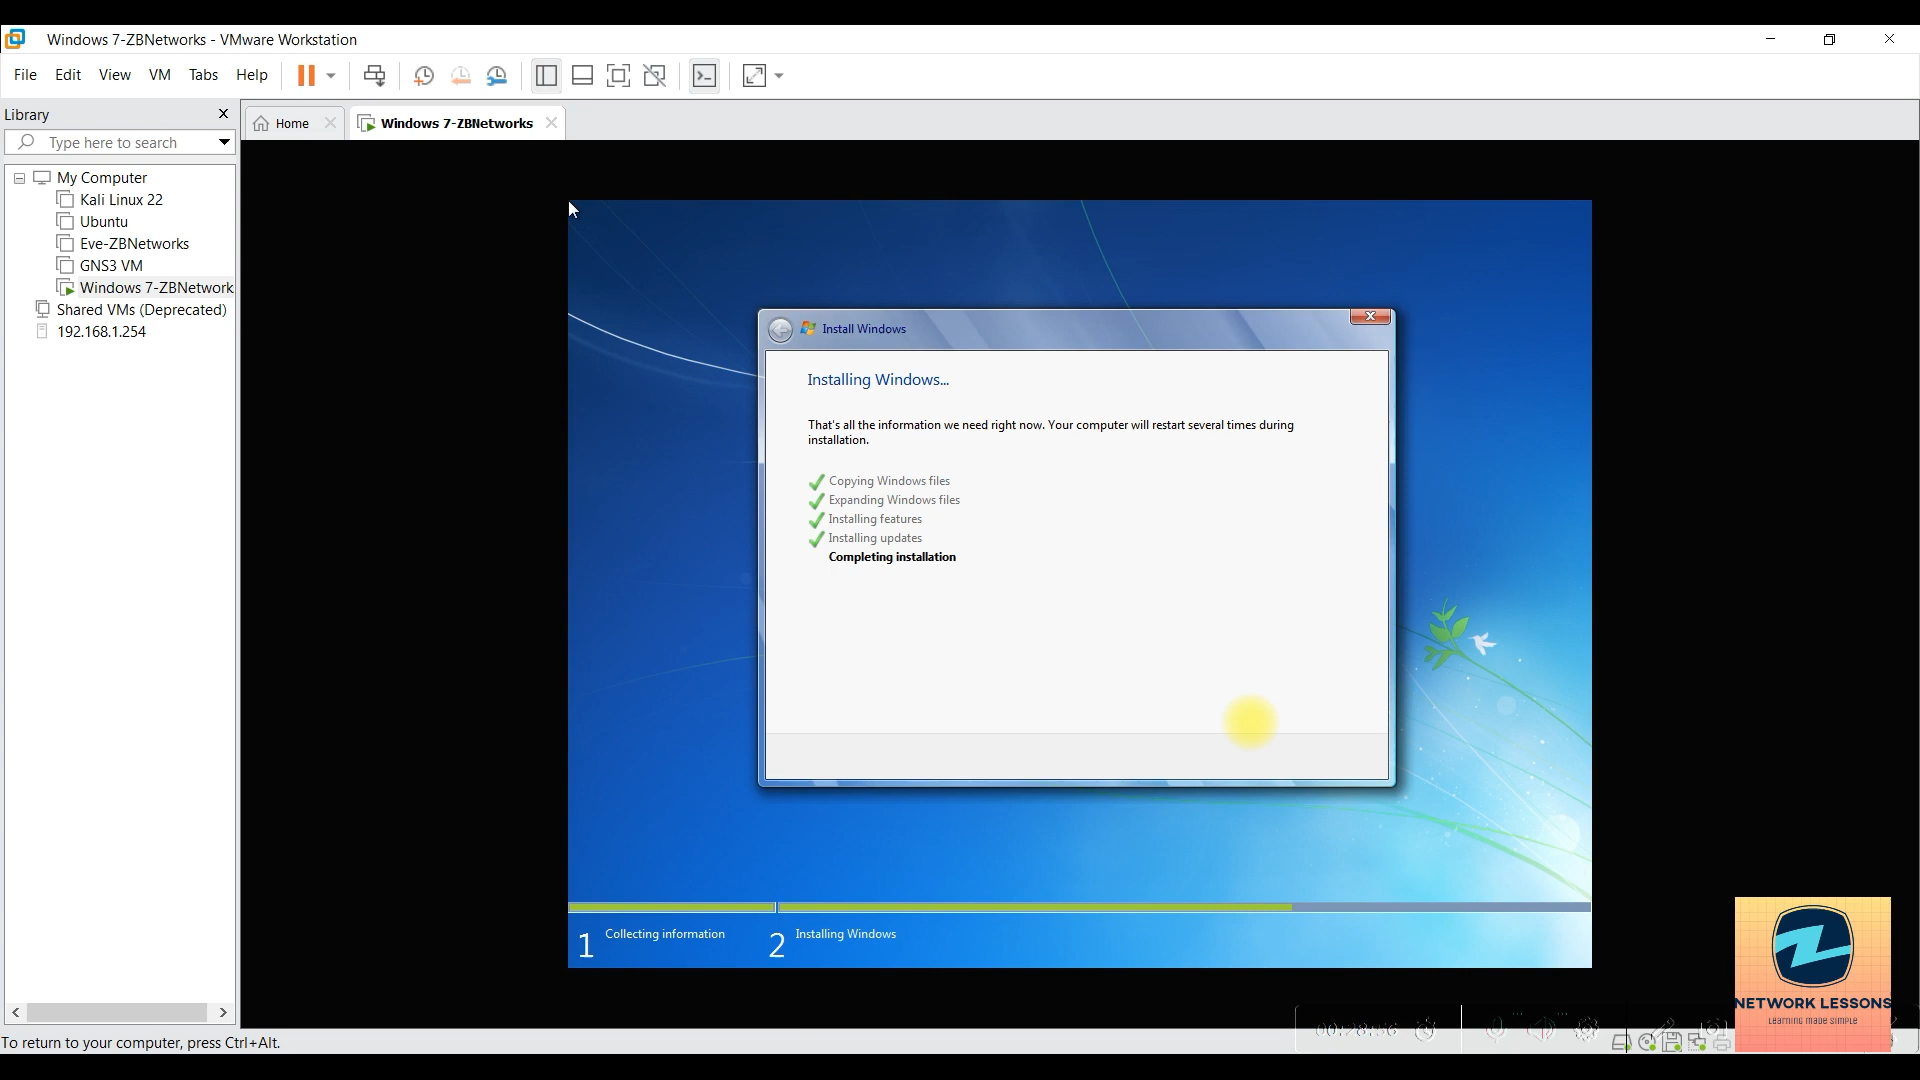 Windows 7-ZBNetworks - VMware Workstation
File Edit View VM Tabs Help
Library
Type here to search
Home
Windows 7-ZBNetworks
My Computer
Kali Linux 22
Ubuntu
Eve-ZBNetworks
GNS3 VM
Windows 7-ZBNetwork
Shared VMs (Deprecated)
192.168.1.254
Install Windows
Installing Windows...
That's all the information we need right now. Your computer will restart several times during
installation.
Copying Windows files
Expanding Windows files
Installing features
Installing updates
Completing installation
1 Collecting information
2 Installing Windows
NETWORK LESSONS
Learning made simple
To return to your computer, press Ctrl+Alt.